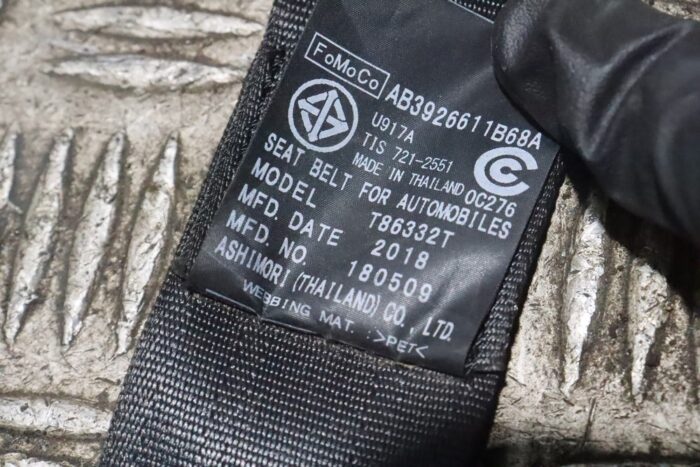 FoMoCo
AB3926611B68A
U917A
TIS 721-2551
MADE IN THAILAND 0C276
SEAT BELT FOR AUTOMOBILES
MODEL T86332T
MFD. DATE 2018
MFD. NO. 180509
ASHIMORI (THAILAND) CO., LTD.
WEBBING MAT. :>PET<